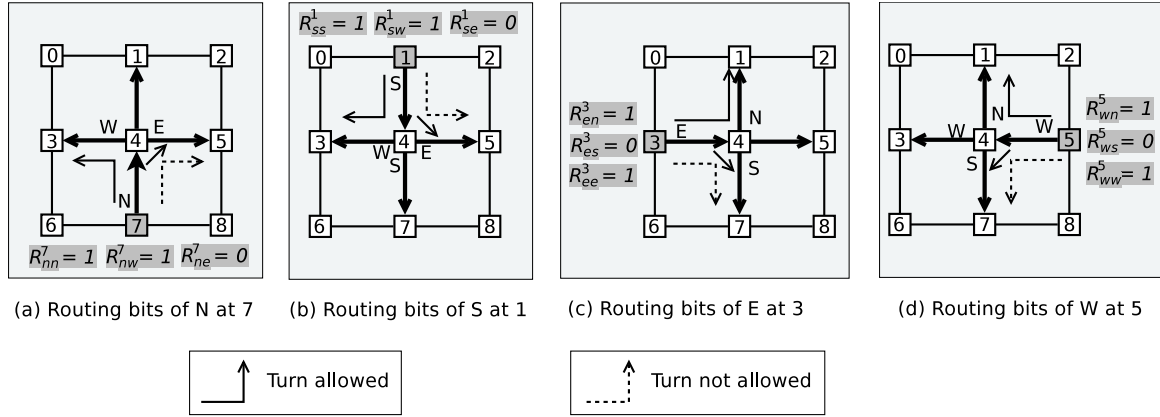 0 1 2
W E
3 4 5
N
6 7 8
R^7_nn = 1 R^7_nw = 1 R^7_ne = 0
(a) Routing bits of N at 7
R^1_ss = 1 R^1_sw = 1 R^1_se = 0
0 1 2
S
3 4 5
W E
S
6 7 8
(b) Routing bits of S at 1
0 1 2
R^3_en = 1
N
E
R^3_es = 0
3 4 5
S
R^3_ee = 1
6 7 8
(c) Routing bits of E at 3
0 1 2
N
R^5_wn = 1
W W
3 4 5
R^5_ws = 0
S
R^5_ww = 1
6 7 8
(d) Routing bits of W at 5
Turn allowed
Turn not allowed